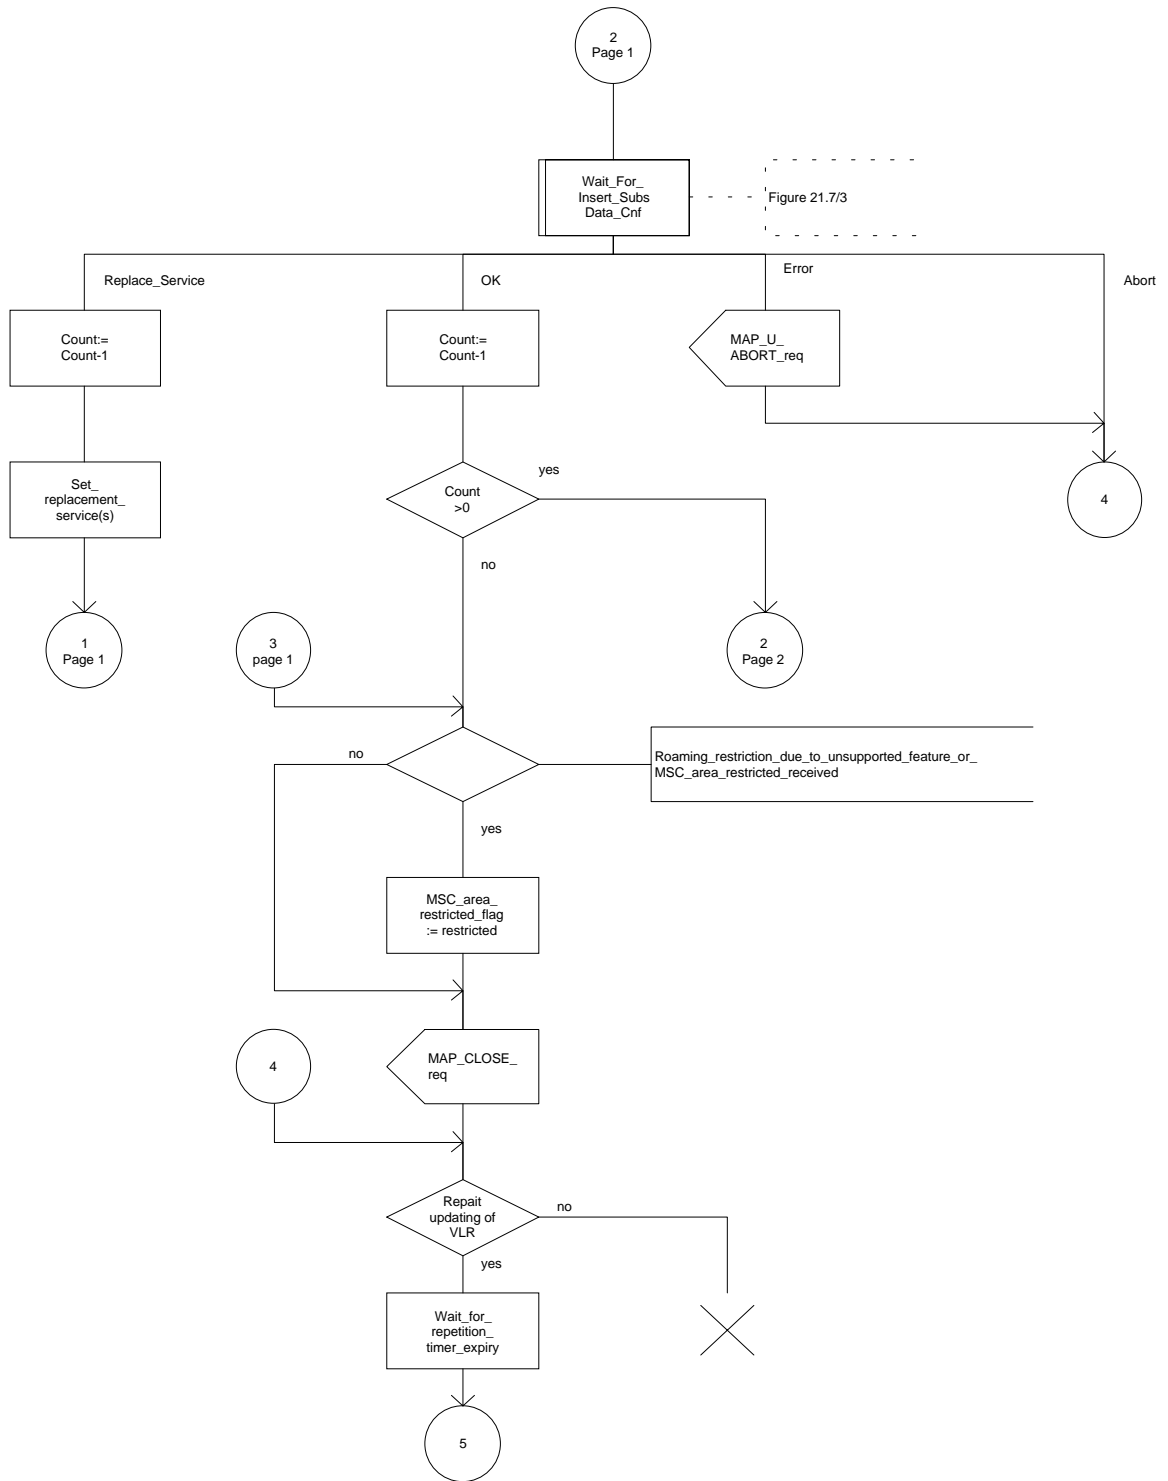 2
Page 1
Wait_For_
Insert_Subs
Data_Cnf
Figure 21.7/3
Replace_Service
OK
Error
Abort
Count:=
Count-1
Count:=
Count-1
MAP_U_
ABORT_req
Set_
replacement_
service(s)
Count
>0
yes
4
no
1
Page 1
3
page 1
2
Page 2
no
Roaming_restriction_due_to_unsupported_feature_or_
MSC_area_restricted_received
yes
MSC_area_
restricted_flag
:= restricted
4
MAP_CLOSE_
req
Repait
updating of
VLR
no
yes
Wait_for_
repetition_
timer_expiry
5